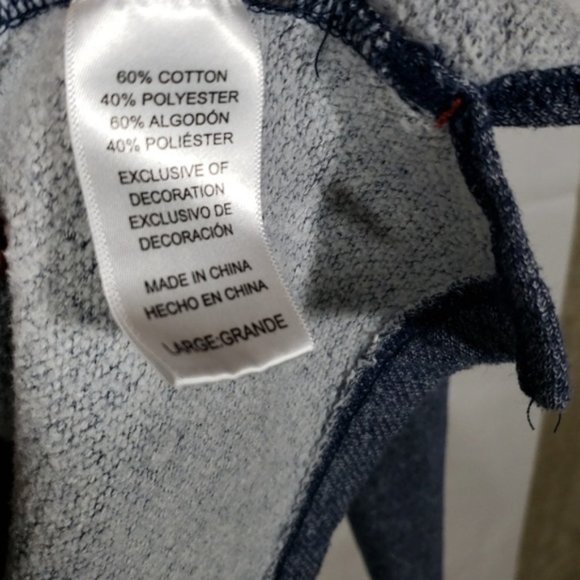 60% COTTON
40% POLYESTER
60% ALGODÓN
40% POLIÉSTER
EXCLUSIVE OF
DECORATION
EXCLUSIVO DE
DECORACIÓN
MADE IN CHINA
HECHO EN CHINA
LARGE:GRANDE